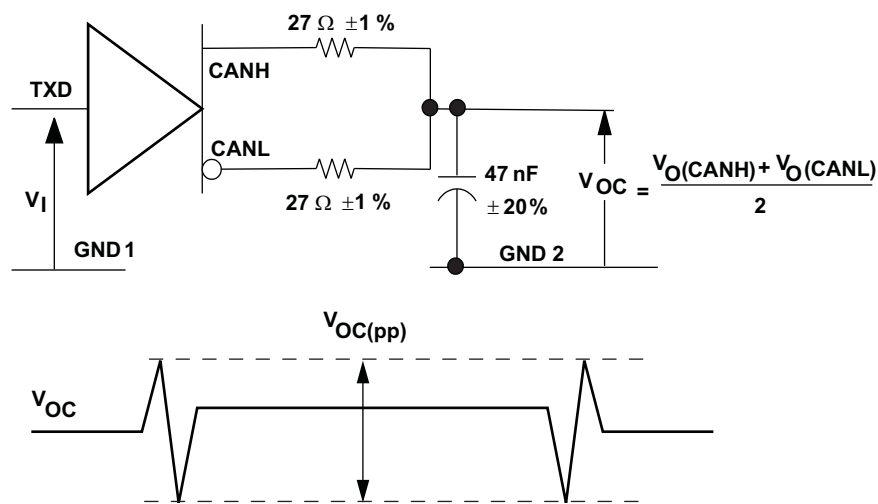 27 Ω ±1 %
CANH
TXD
CANL
V_I
27 Ω ±1 %
47 nF
±20%
V_OC = (V_O(CANH) + V_O(CANL)) / 2
GND 1
GND 2
V_OC(pp)
V_OC